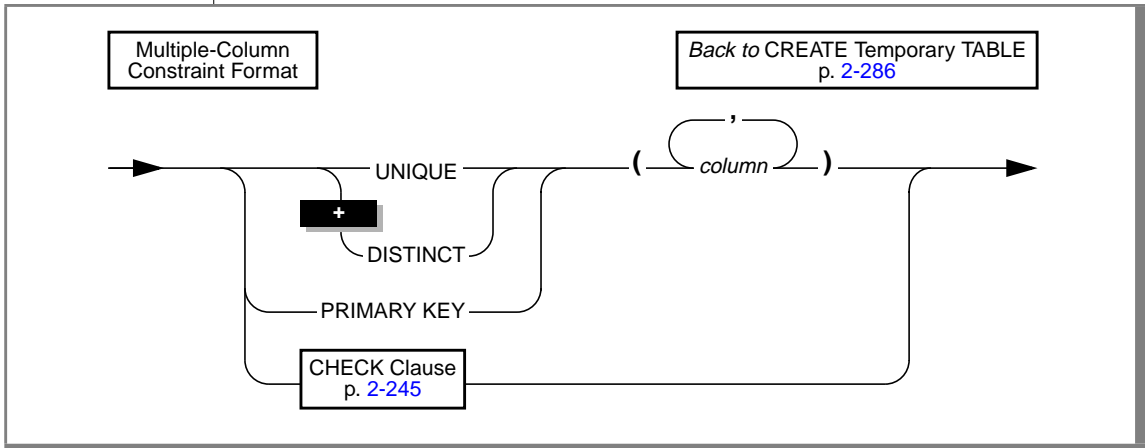 Multiple-Column
Constraint Format
Back to CREATE Temporary TABLE
p. 2-286
,
UNIQUE
( column )
+
DISTINCT
PRIMARY KEY
CHECK Clause
p. 2-245